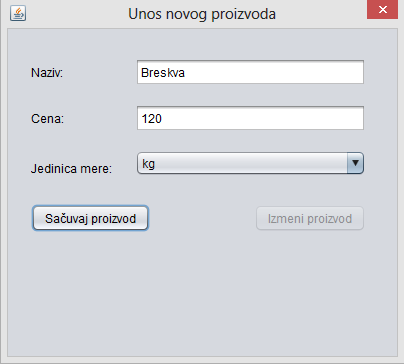 Unos novog proizvoda
Naziv: Breskva
Cena: 120
Jedinica mere: kg
Sačuvaj proizvod Izmeni proizvod